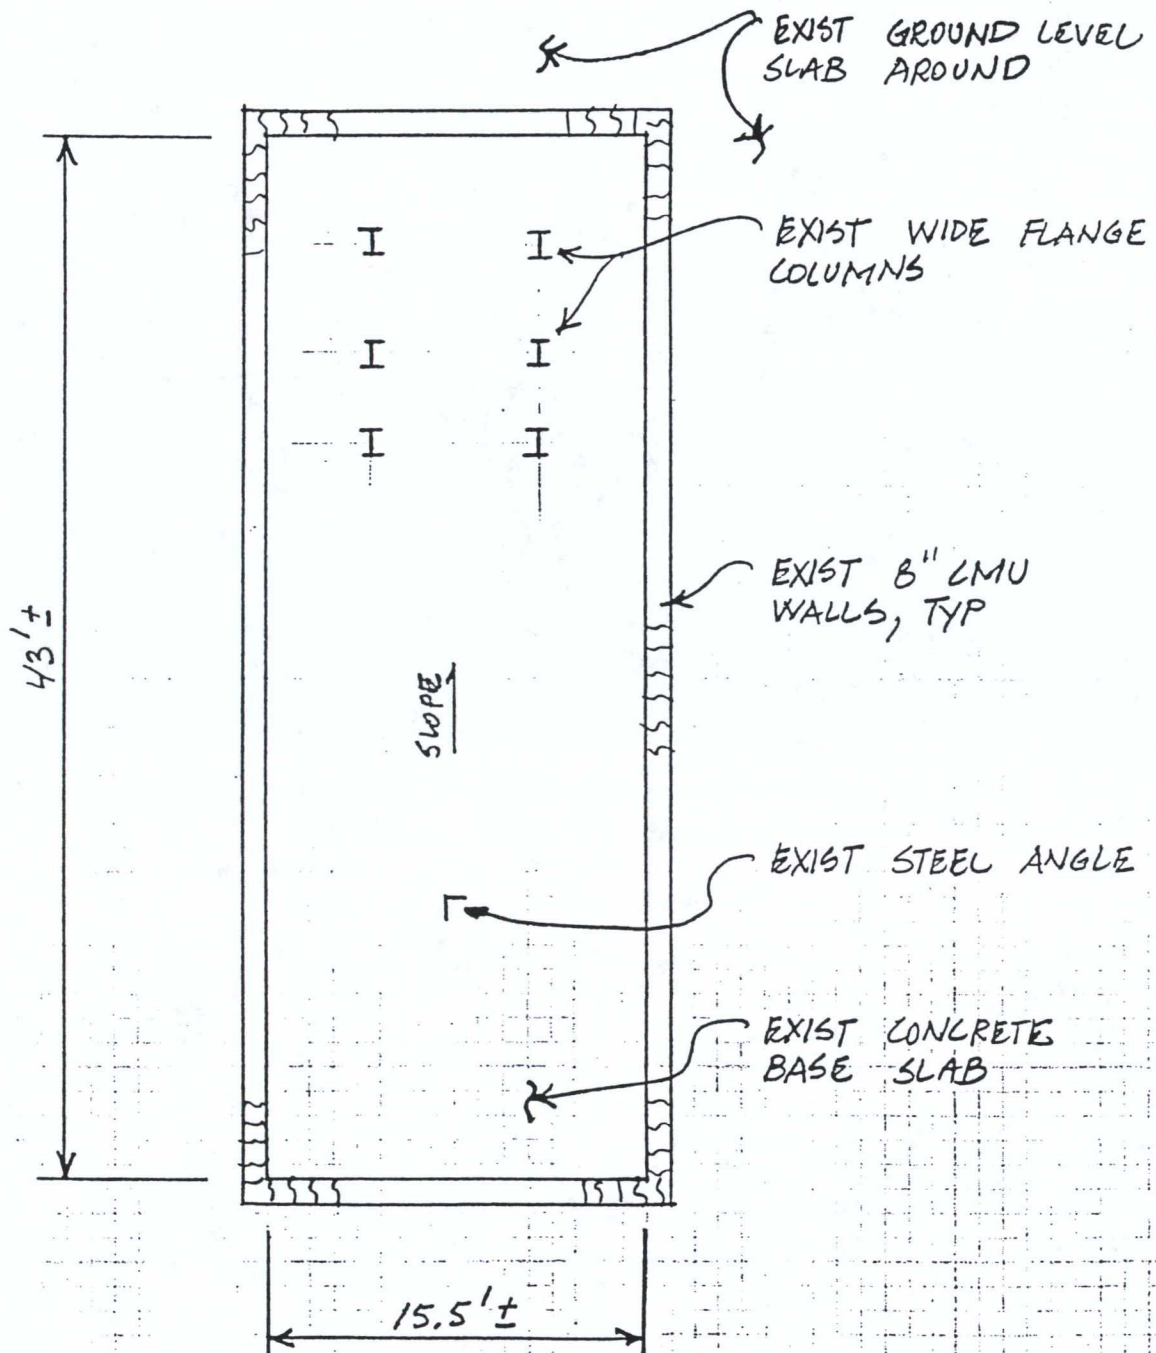 EXIST GROUND LEVEL
SLAB AROUND
EXIST WIDE FLANGE
COLUMNS
EXIST 8" CMU
WALLS, TYP
43'±
SLOPE
EXIST STEEL ANGLE
EXIST CONCRETE
BASE SLAB
15.5'±